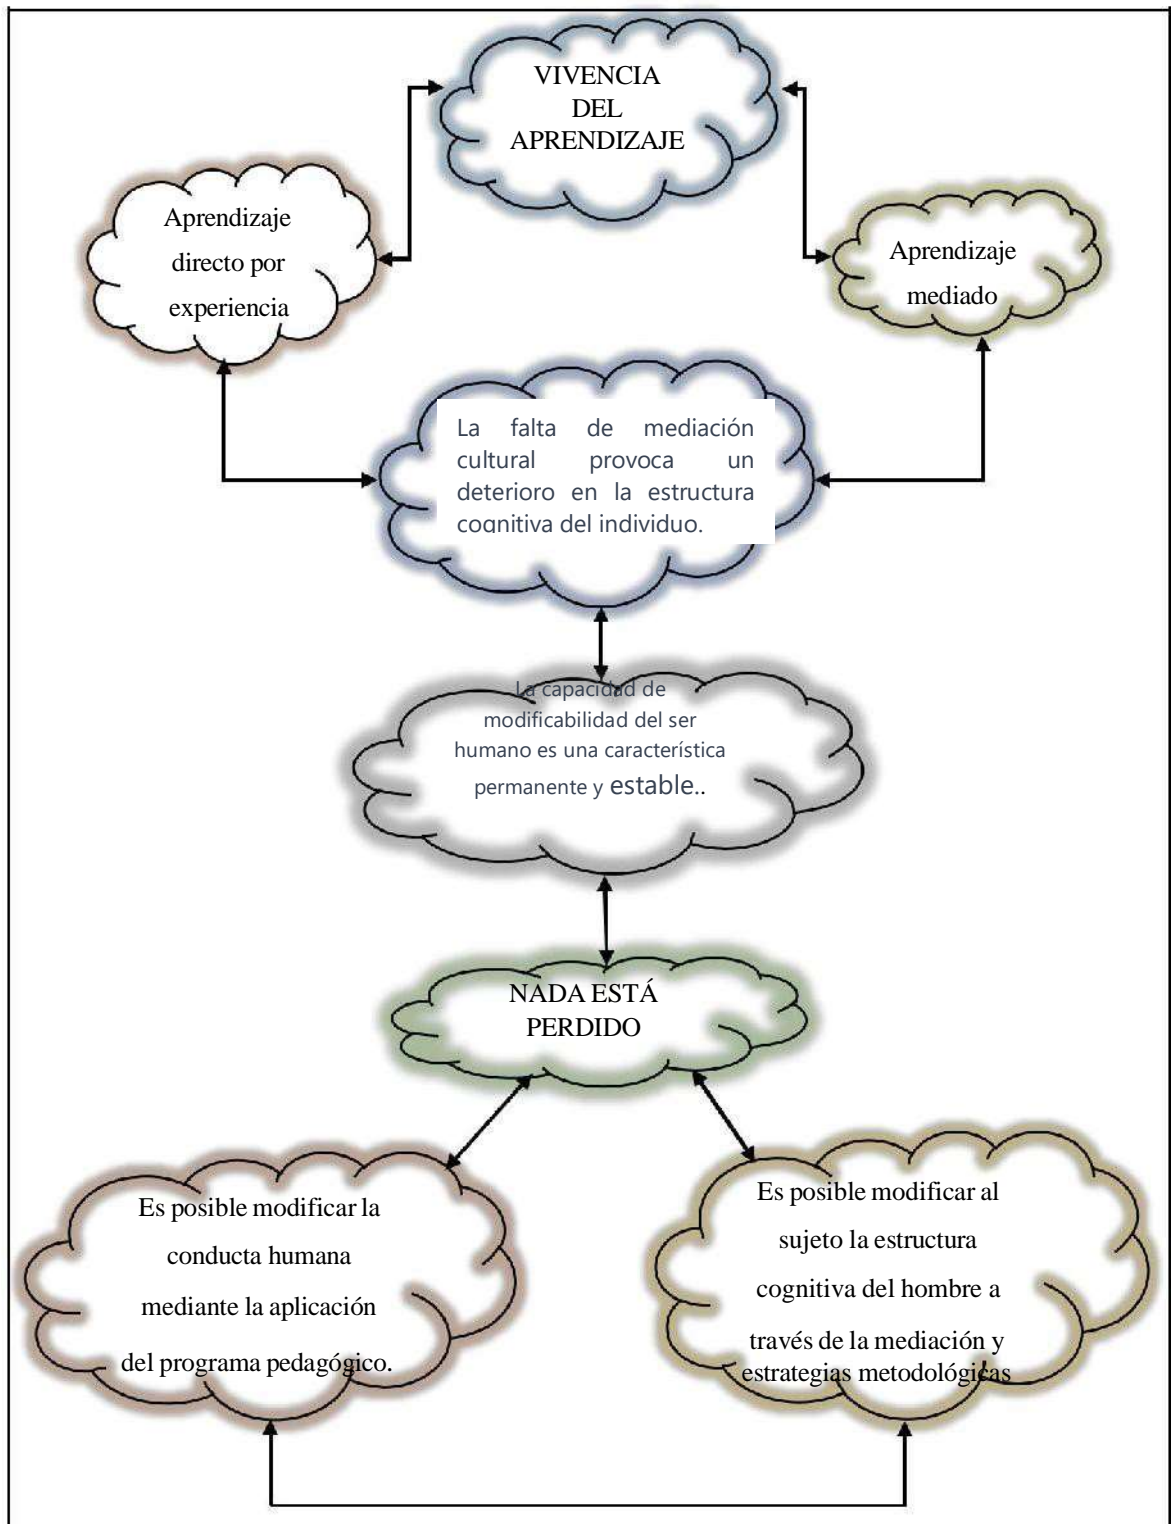 VIVENCIA
DEL
APRENDIZAJE
Aprendizaje
directo por
experiencia
Aprendizaje
mediado
La falta de mediación
cultural provoca un
deterioro en la estructura
cognitiva del individuo.
La capacidad de
modificabilidad del ser
humano es una característica
permanente y estable..
NADA ESTÁ
PERDIDO
Es posible modificar la
conducta humana
mediante la aplicación
del programa pedagógico.
Es posible modificar al
sujeto la estructura
cognitiva del hombre a
través de la mediación y
estrategias metodológicas